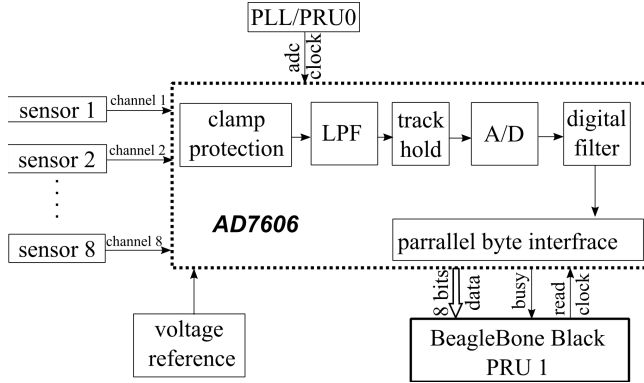 PLL/PRU0
adc
clock
sensor 1
channel 1
sensor 2
channel 2
sensor 8
channel 8
clamp
protection
LPF
track
hold
A/D
digital
filter
AD7606
parrallel byte interfrace
8 bits
data
busy
read
clock
voltage
reference
BeagleBone Black
PRU 1